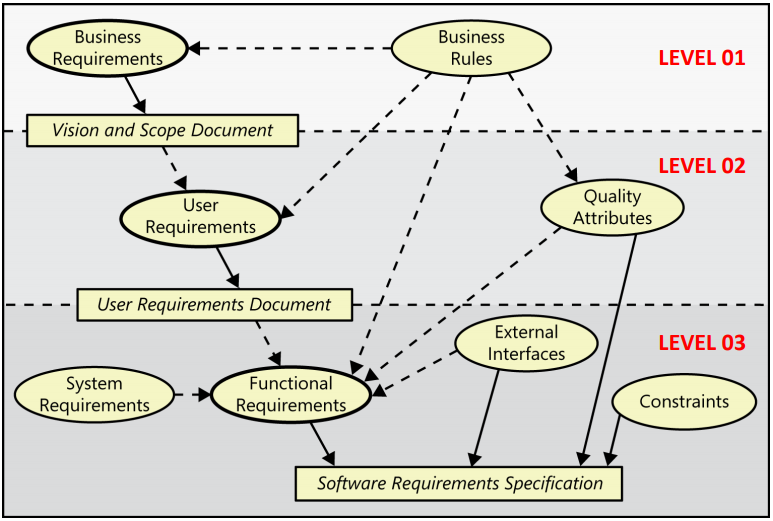 Business
Requirements
Business
Rules
LEVEL 01
Vision and Scope Document
LEVEL 02
User
Requirements
Quality
Attributes
User Requirements Document
External
Interfaces
LEVEL 03
System
Requirements
Functional
Requirements
Constraints
Software Requirements Specification